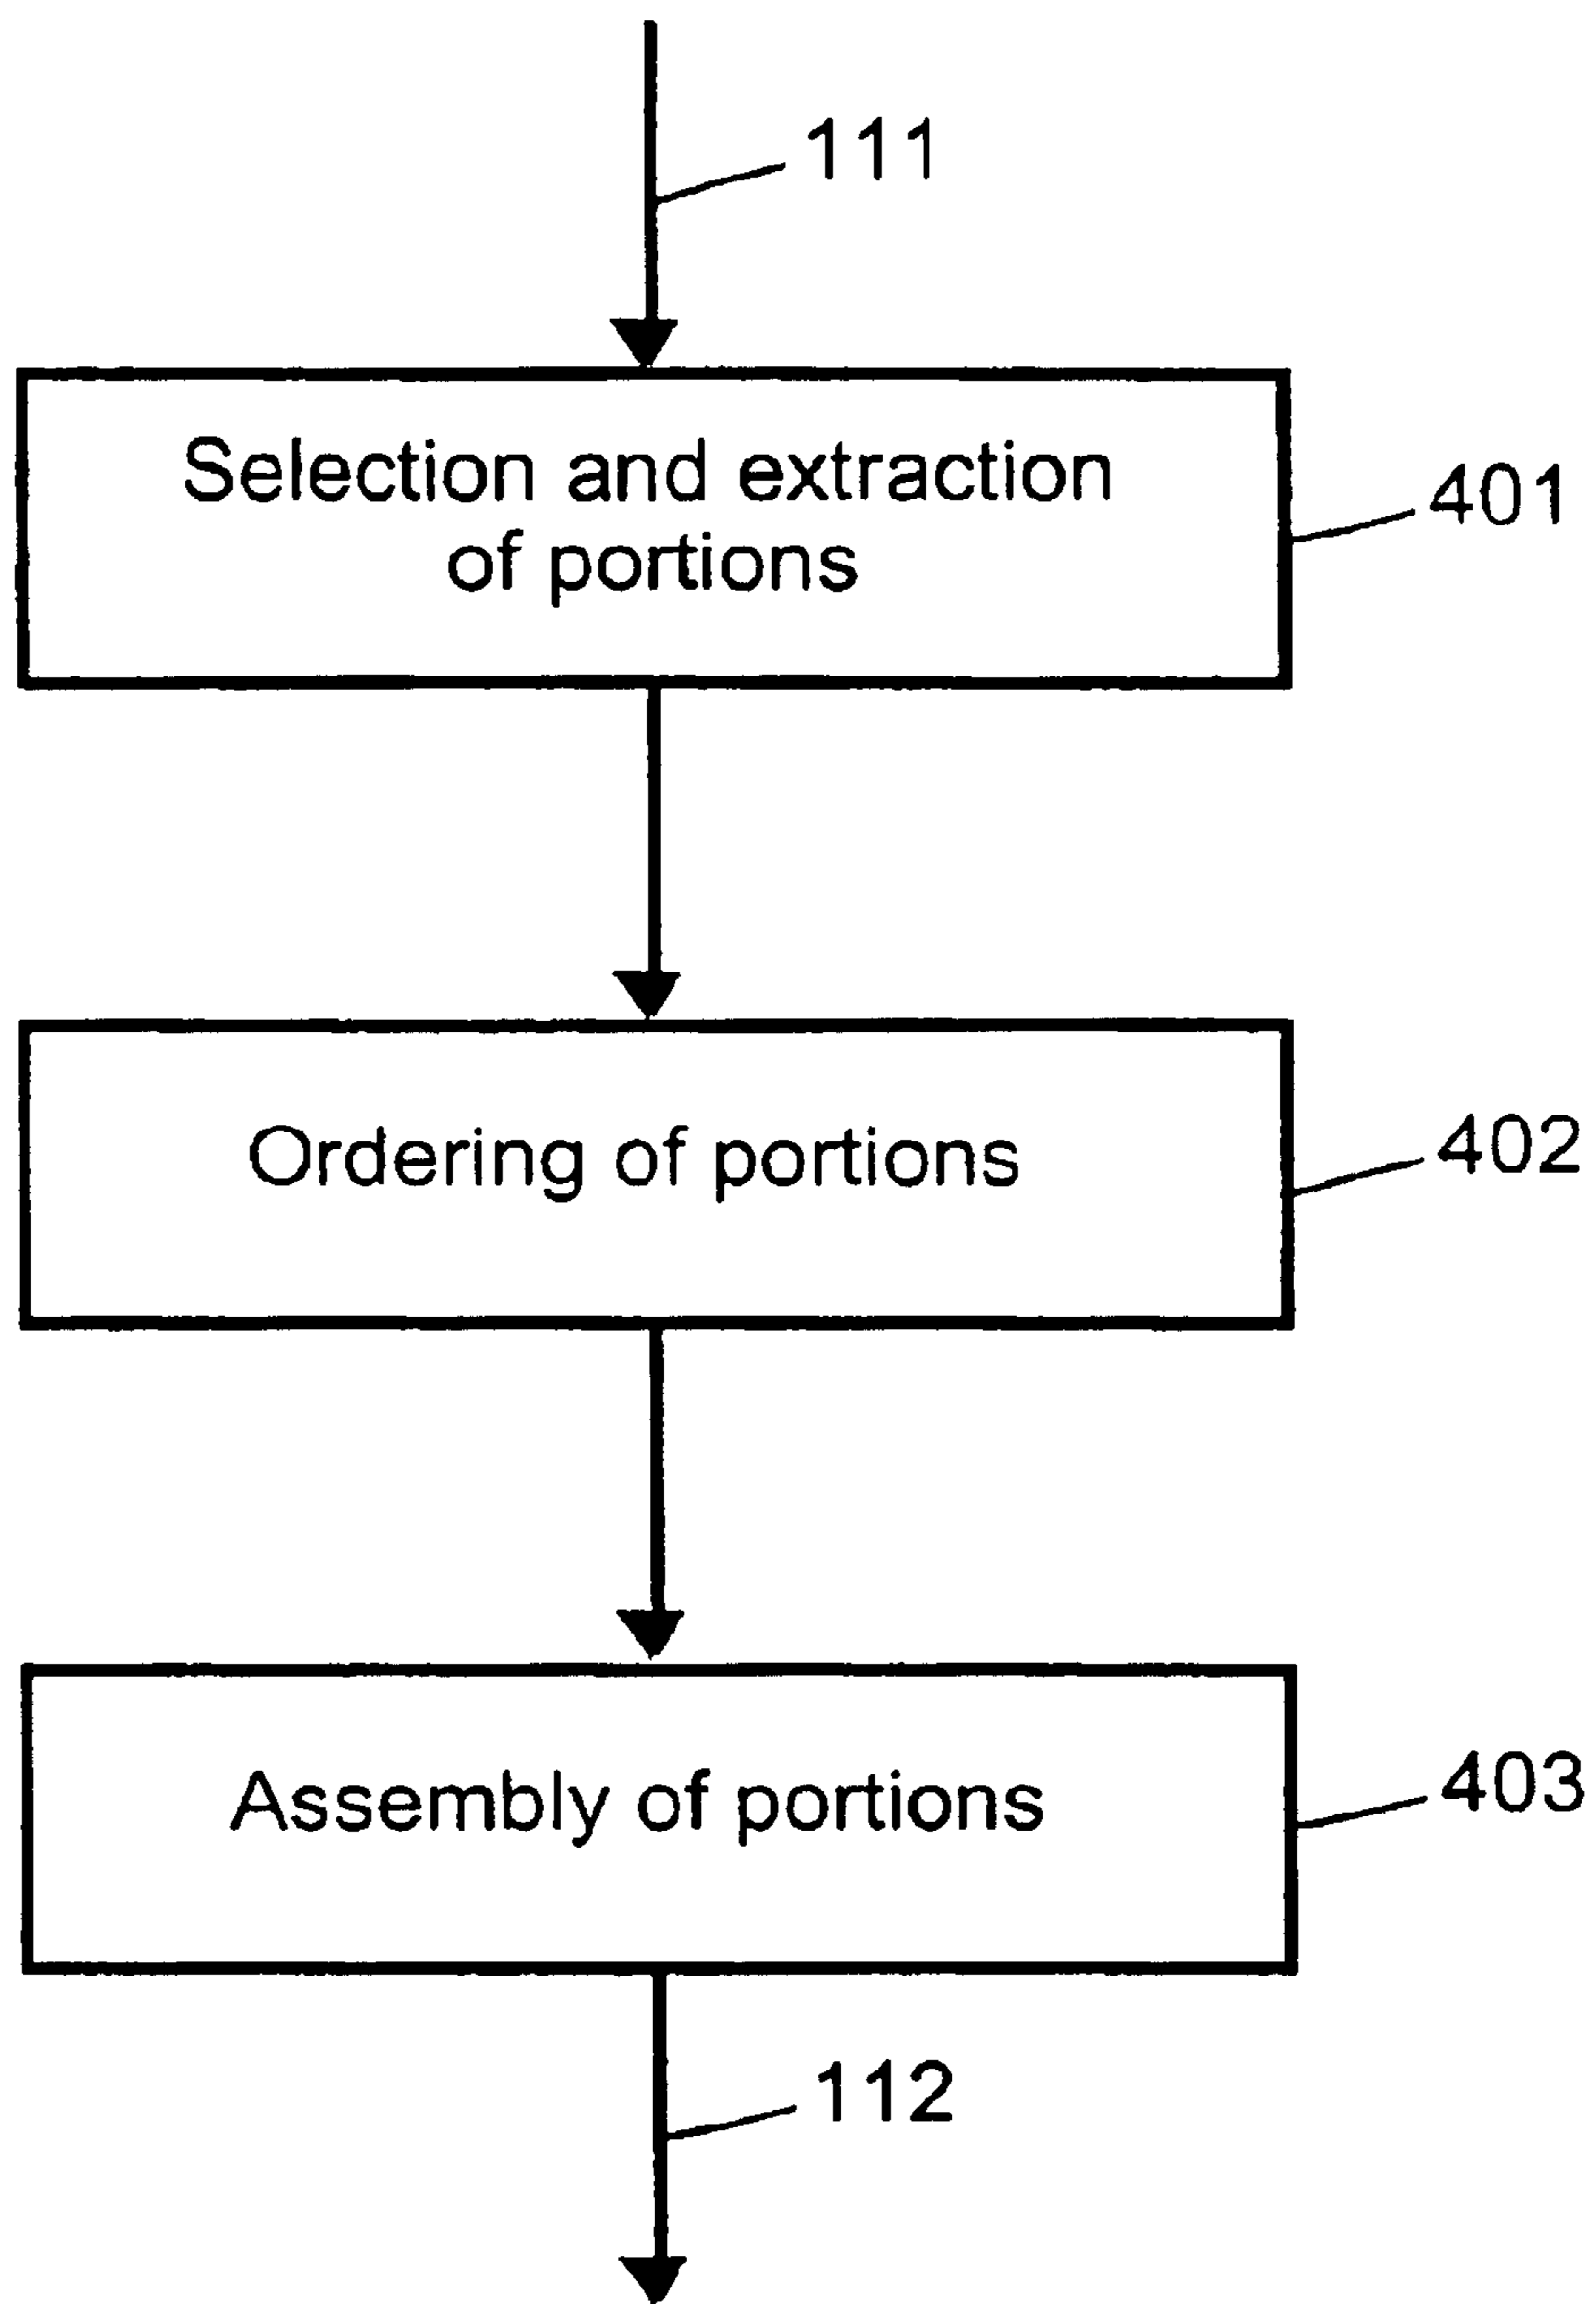 111
Selection and extraction
of portions
401
Ordering of portions
402
Assembly of portions
403
112